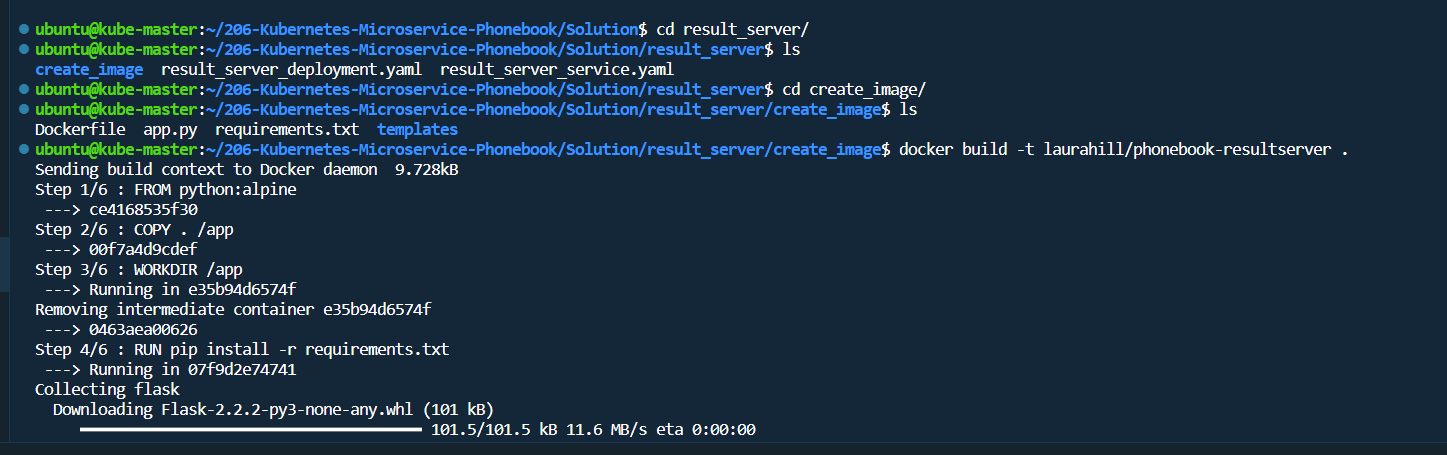 ubuntu@kube-master:~/206-Kubernetes-Microservice-Phonebook/Solution$ cd result_server/
ubuntu@kube-master:~/206-Kubernetes-Microservice-Phonebook/Solution/result_server$ ls
create_image  result_server_deployment.yaml  result_server_service.yaml
ubuntu@kube-master:~/206-Kubernetes-Microservice-Phonebook/Solution/result_server$ cd create_image/
ubuntu@kube-master:~/206-Kubernetes-Microservice-Phonebook/Solution/result_server/create_image$ ls
Dockerfile  app.py  requirements.txt  templates
ubuntu@kube-master:~/206-Kubernetes-Microservice-Phonebook/Solution/result_server/create_image$ docker build -t laurahill/phonebook-resultserver .
Sending build context to Docker daemon  9.728kB
Step 1/6 : FROM python:alpine
 ---> ce4168535f30
Step 2/6 : COPY . /app
 ---> 00f7a4d9cdef
Step 3/6 : WORKDIR /app
 ---> Running in e35b94d6574f
Removing intermediate container e35b94d6574f
 ---> 0463aea00626
Step 4/6 : RUN pip install -r requirements.txt
 ---> Running in 07f9d2e74741
Collecting flask
  Downloading Flask-2.2.2-py3-none-any.whl (101 kB)
101.5/101.5 kB 11.6 MB/s eta 0:00:00